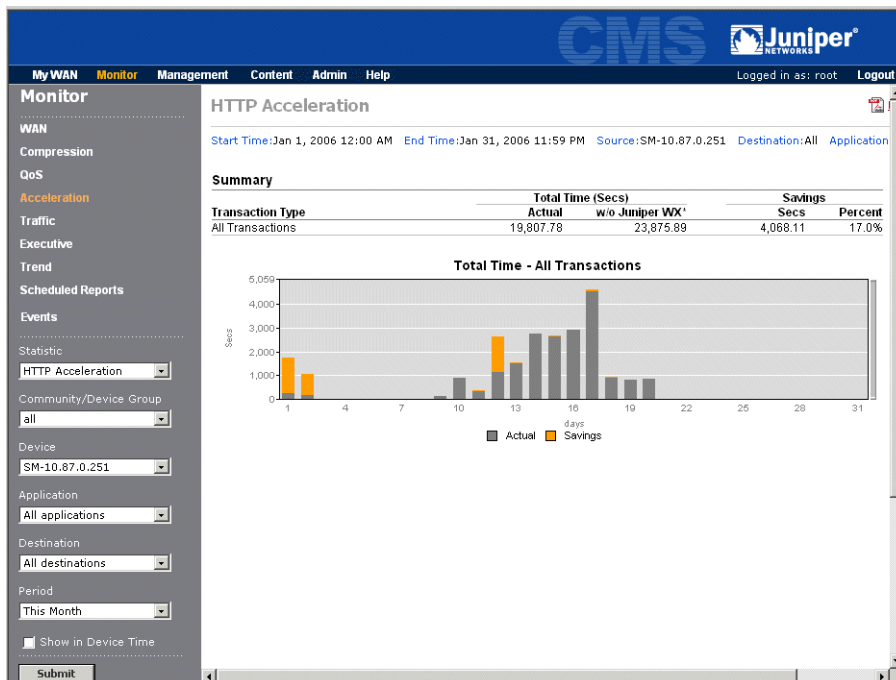 CMS
Juniper®
NETWORKS
My WAN Monitor Management Content Admin Help Logged in as: root Logout
Monitor
WAN
Compression
QoS
Acceleration
Traffic
Executive
Trend
Scheduled Reports
Events
Statistic
HTTP Acceleration
Community/Device Group
all
Device
SM-10.87.0.251
Application
All applications
Destination
All destinations
Period
This Month
Show in Device Time
Submit
HTTP Acceleration
Start Time:Jan 1, 2006 12:00 AM End Time:Jan 31, 2006 11:59 PM Source:SM-10.87.0.251 Destination:All Application
Summary
Total Time (Secs) Savings
Transaction Type Actual w/o Juniper WX* Secs Percent
All Transactions 19,807.78 23,875.89 4,068.11 17.0%
Total Time - All Transactions
5,059
4,000
3,000
2,000
1,000
0
Secs
1 4 7 10 13 16 19 22 25 28 31
days
Actual Savings